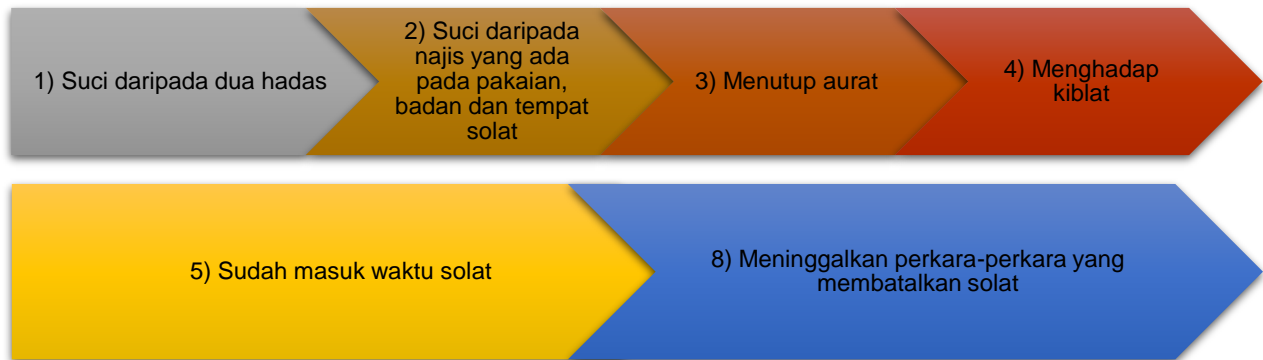 1) Suci daripada dua hadas
2) Suci daripada
najis yang ada
pada pakaian,
badan dan tempat
solat
3) Menutup aurat
4) Menghadap
kiblat
5) Sudah masuk waktu solat
8) Meninggalkan perkara-perkara yang
membatalkan solat